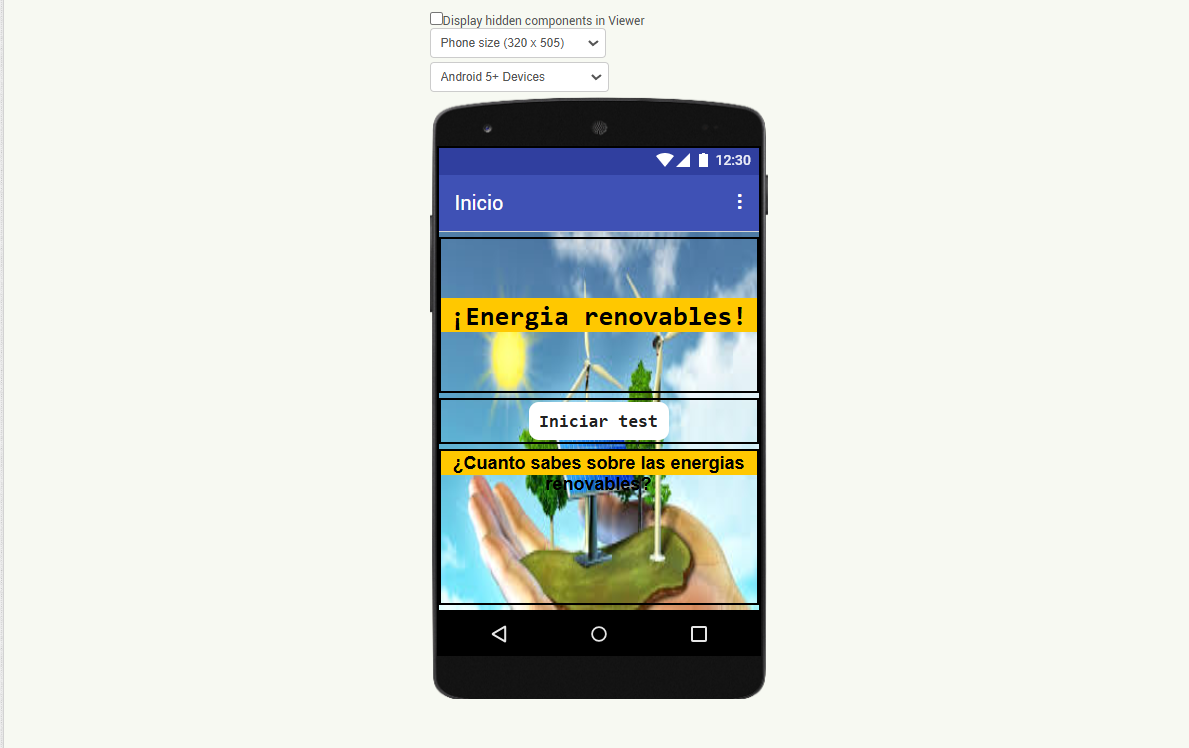 Display hidden components in Viewer
Phone size (320 x 505)
Android 5+ Devices
12:30
Inicio
¡Energia renovables!
Iniciar test
¿Cuanto sabes sobre las energias
renovables?